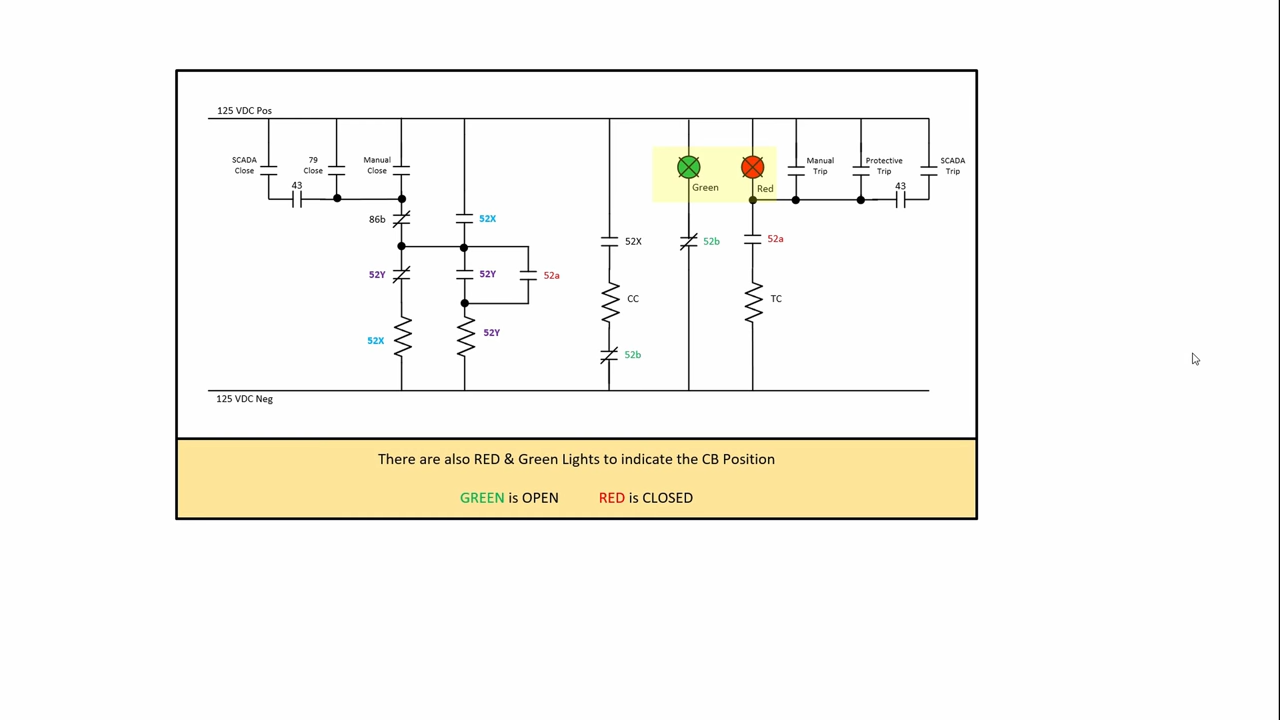 125 VDC Pos
SCADA
Close
79
Close
Manual
Close
Manual
Trip
Protective
Trip
SCADA
Trip
43
Green
Red
43
86b
52X
52X
52b
52a
52Y
52Y
52a
CC
TC
52X
52Y
52b
125 VDC Neg
There are also RED & Green Lights to indicate the CB Position
GREEN is OPEN RED is CLOSED